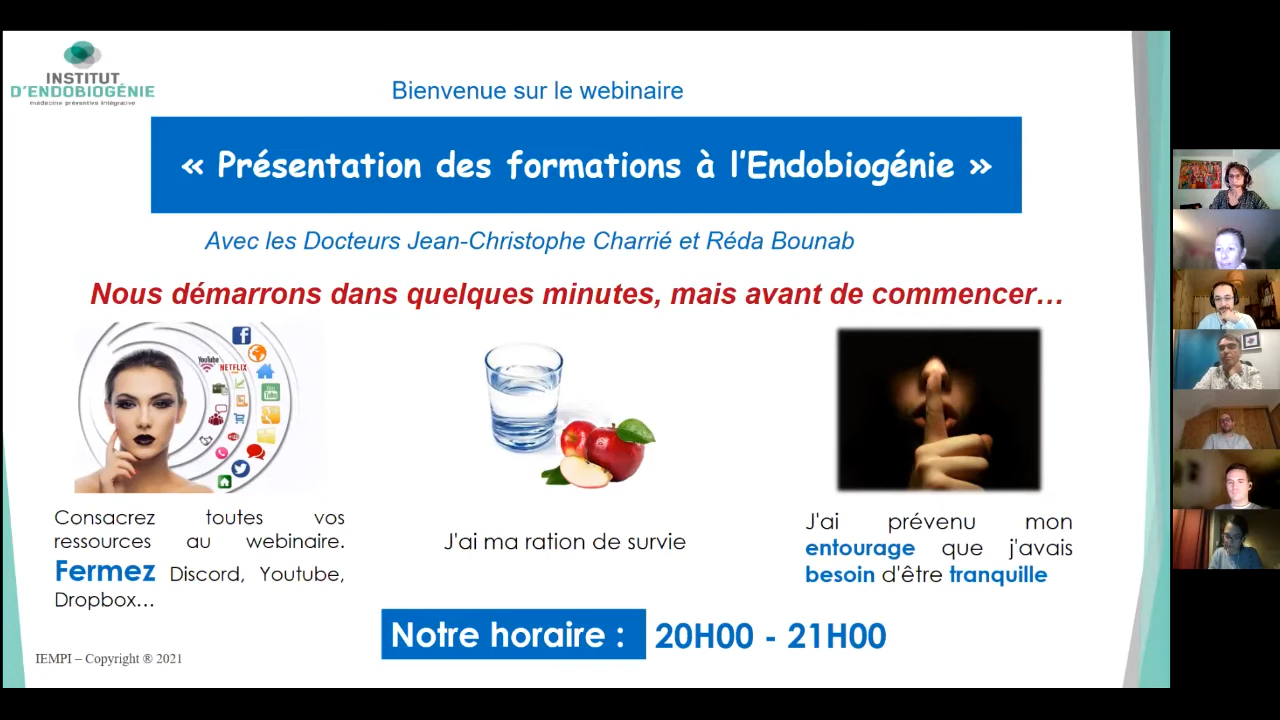 INSTITUT
D'ENDOBIOGÉNIE
médecine préventive intégrative
Bienvenue sur le webinaire
« Présentation des formations à l'Endobiogénie »
Avec les Docteurs Jean-Christophe Charrié et Réda Bounab
Nous démarrons dans quelques minutes, mais avant de commencer…
YouTube
NETFLIX
Consacrez toutes vos
ressources au webinaire.
Fermez Discord, Youtube,
Dropbox…
J'ai ma ration de survie
J'ai prévenu mon
entourage que j'avais
besoin d'être tranquille
Notre horaire : 20H00 - 21H00
IEMPI – Copyright ® 2021